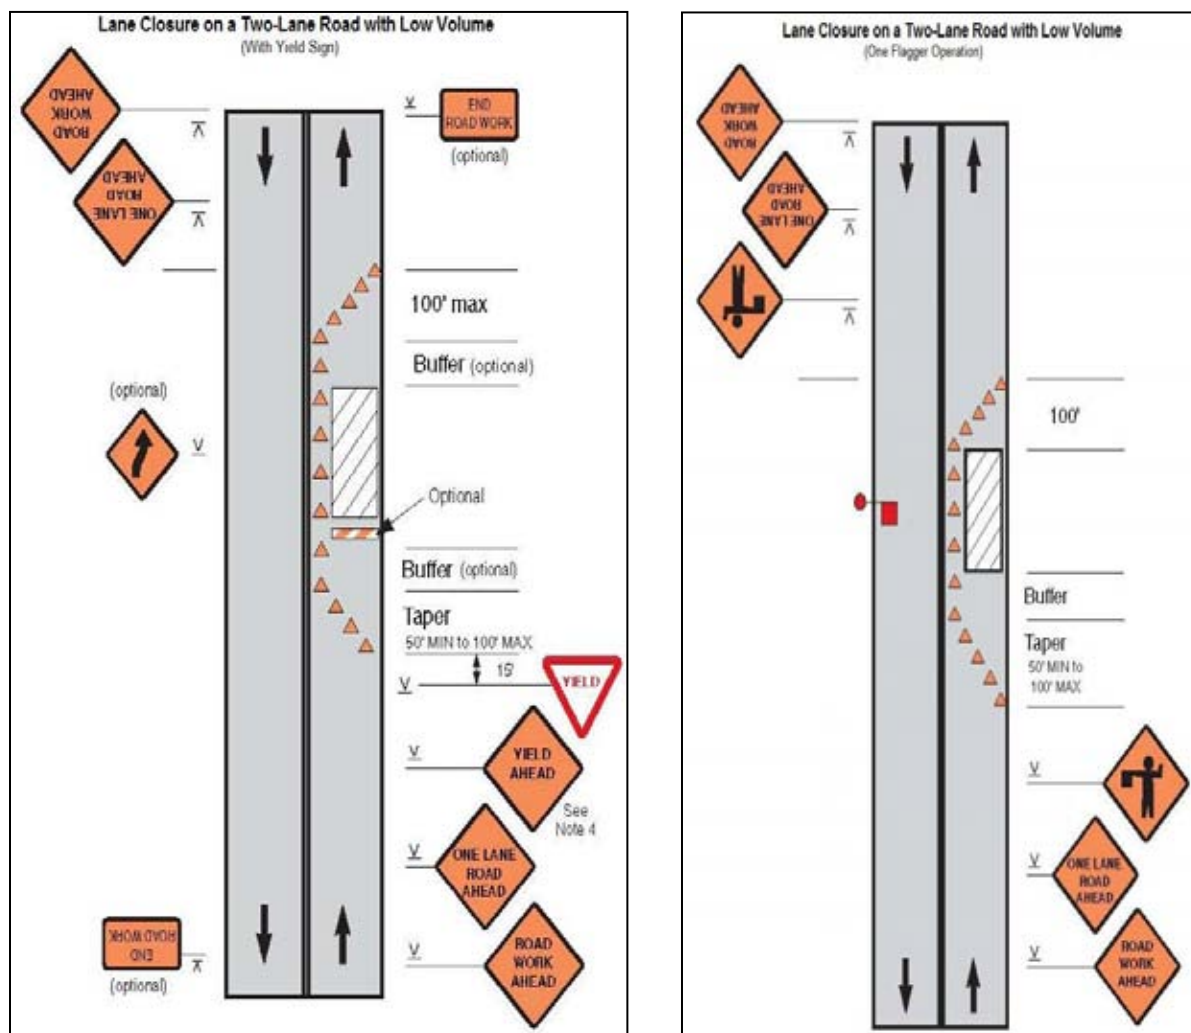 Lane Closure on a Two-Lane Road with Low Volume
(With Yield Sign)
ROAD
WORK
AHEAD
ONE LANE
ROAD
AHEAD
END
ROAD WORK
(optional)
100' max
Buffer (optional)
(optional)
Optional
Buffer (optional)
Taper
50' MIN to 100' MAX
15'
YIELD
YIELD
AHEAD
See
Note 4
ONE LANE
ROAD
AHEAD
ROAD
WORK
AHEAD
END
ROAD WORK
(optional)
Lane Closure on a Two-Lane Road with Low Volume
(One Flagger Operation)
ROAD
WORK
AHEAD
ONE LANE
ROAD
AHEAD
100'
Buffer
Taper
50' MIN to
100' MAX
ONE LANE
ROAD
AHEAD
ROAD
WORK
AHEAD